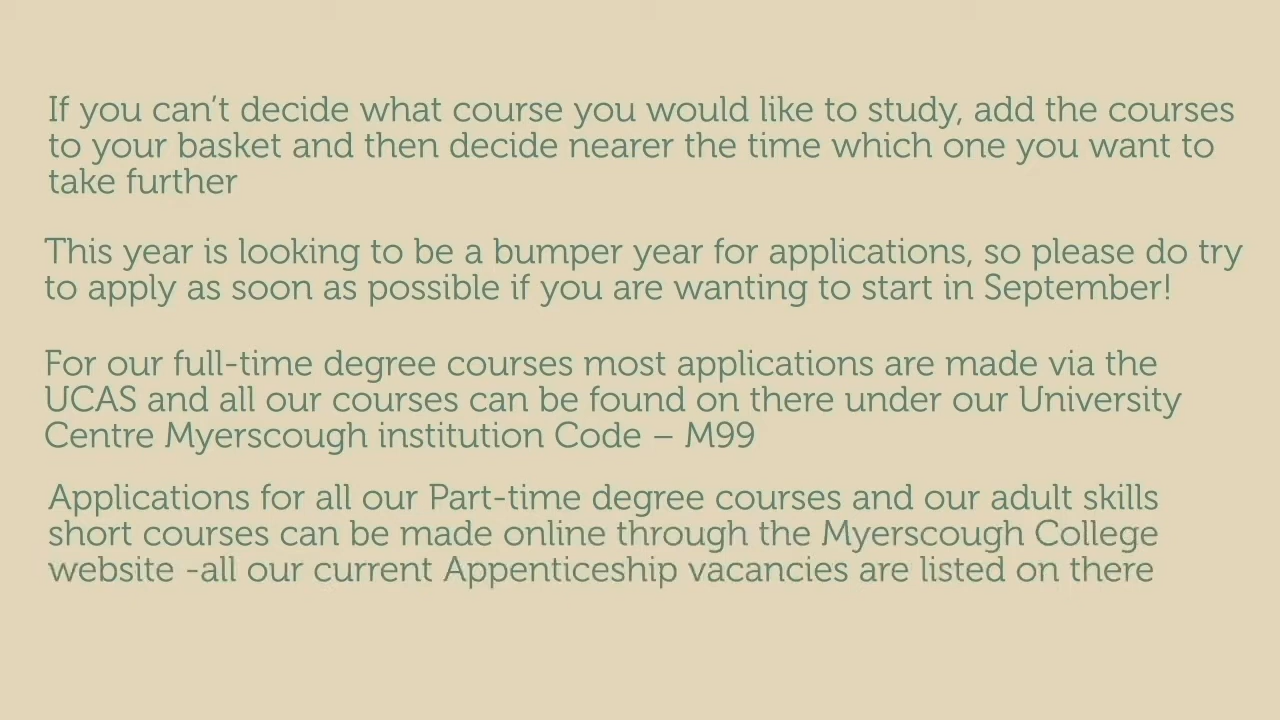 If you can’t decide what course you would like to study, add the courses
to your basket and then decide nearer the time which one you want to
take further
This year is looking to be a bumper year for applications, so please do try
to apply as soon as possible if you are wanting to start in September!
For our full-time degree courses most applications are made via the
UCAS and all our courses can be found on there under our University
Centre Myerscough institution Code – M99
Applications for all our Part-time degree courses and our adult skills
short courses can be made online through the Myerscough College
website -all our current Appenticeship vacancies are listed on there